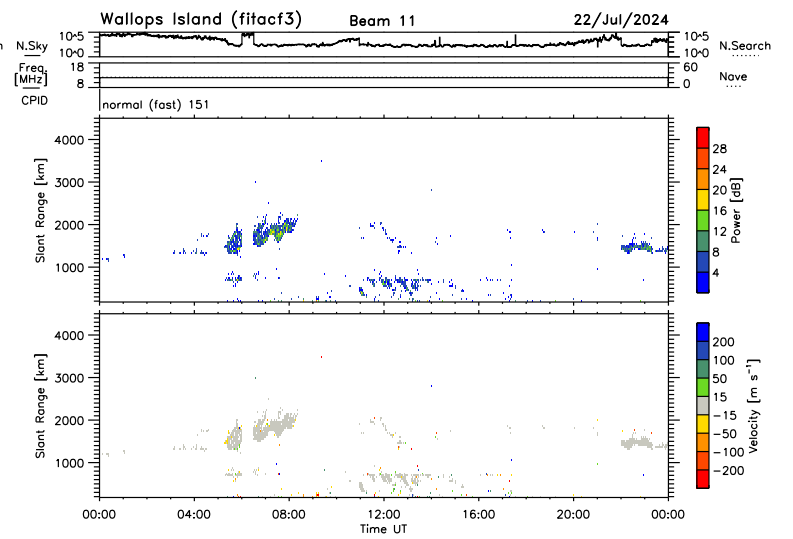 Wallops Island (fitacf3) Beam 11 22/Jul/2024
n N.Sky 10^5 10^0 10^5 10^0 N.Search
Freq. [MHz] 18 8 60 0 Nave
CPID normal (fast) 151
Slant Range [km]
4000
3000
2000
1000
Power [dB]
28
24
20
16
12
8
4
Slant Range [km]
4000
3000
2000
1000
Velocity [m s⁻¹]
200
100
50
15
−15
−50
−100
−200
00:00 04:00 08:00 12:00 16:00 20:00 00:00
Time UT